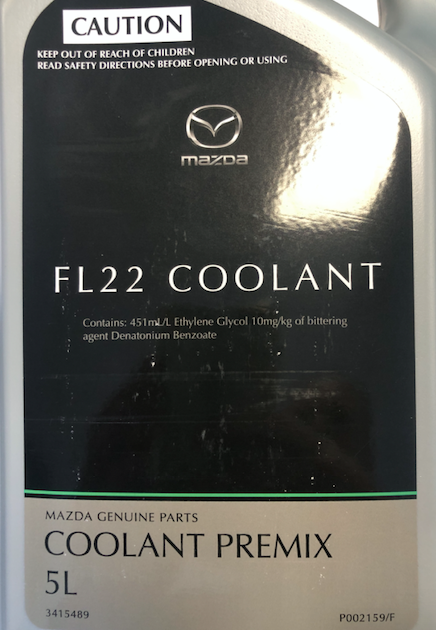 CAUTION
KEEP OUT OF REACH OF CHILDREN
READ SAFETY DIRECTIONS BEFORE OPENING OR USING
mazda
FL22 COOLANT
Contains: 451mL/L Ethylene Glycol 10mg/kg of bittering
agent Denatonium Benzoate
MAZDA GENUINE PARTS
COOLANT PREMIX
5L
3415489
P002159/F